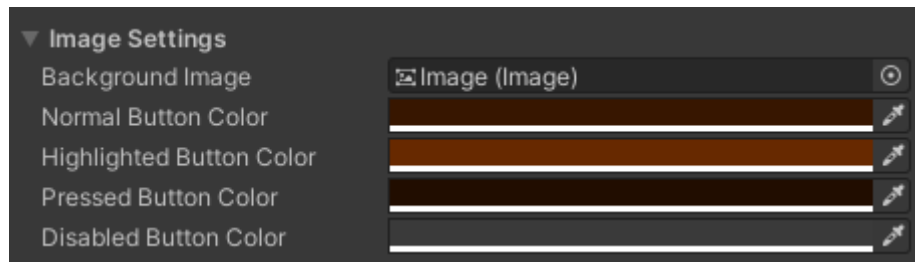 Image Settings
Background Image Image (Image)
Normal Button Color
Highlighted Button Color
Pressed Button Color
Disabled Button Color